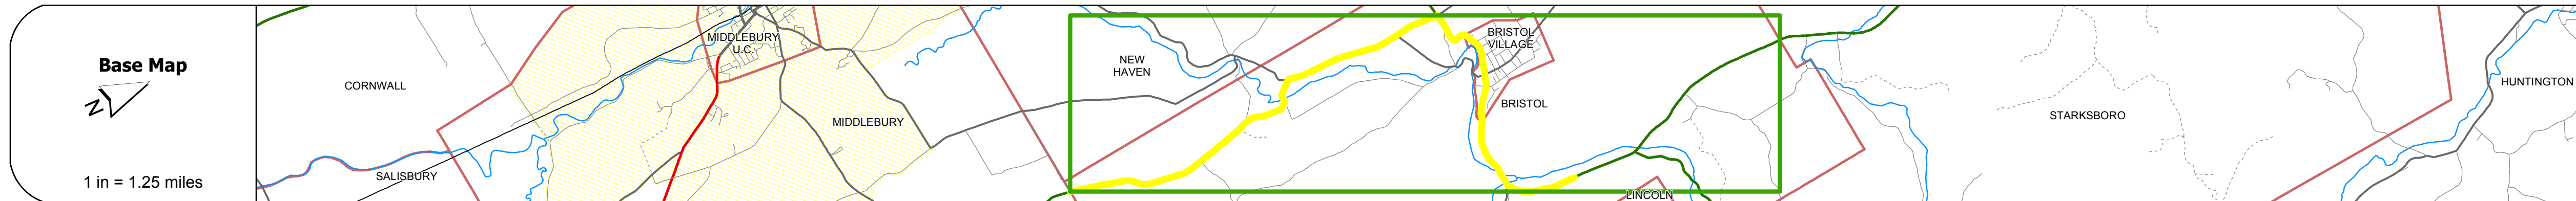 Base Map
N
1 in = 1.25 miles
CORNWALL
SALISBURY
MIDDLEBURY
U.C.
MIDDLEBURY
NEW
HAVEN
BRISTOL
VILLAGE
BRISTOL
LINCOLN
STARKSBORO
HUNTINGTON